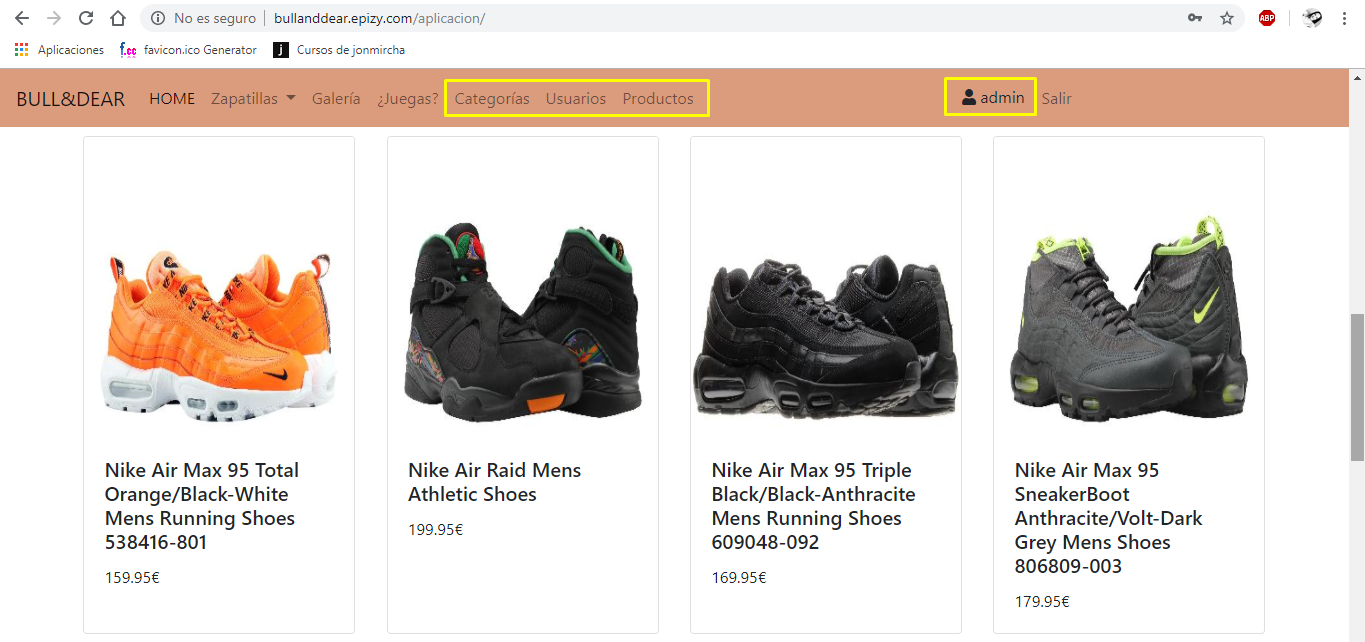 No es seguro | bullanddear.epizy.com/aplicacion/
ABP
Aplicaciones f.cc favicon.ico Generator j Cursos de jonmircha
BULL&DEAR HOME Zapatillas Galería ¿Juegas? Categorías Usuarios Productos admin Salir
Nike Air Max 95 Total
Orange/Black-White
Mens Running Shoes
538416-801
159.95€
Nike Air Raid Mens
Athletic Shoes
199.95€
Nike Air Max 95 Triple
Black/Black-Anthracite
Mens Running Shoes
609048-092
169.95€
Nike Air Max 95
SneakerBoot
Anthracite/Volt-Dark
Grey Mens Shoes
806809-003
179.95€